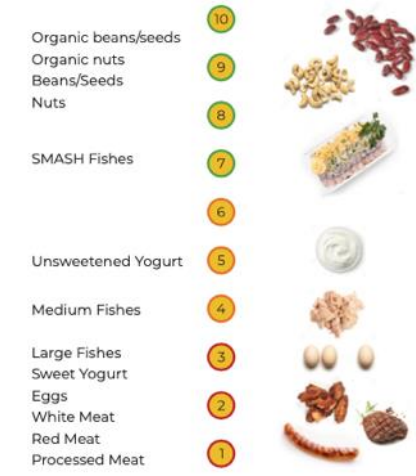 10
Organic beans/seeds
Organic nuts
9
Beans/Seeds
Nuts
8
SMASH Fishes
7
6
Unsweetened Yogurt
5
Medium Fishes
4
Large Fishes
3
Sweet Yogurt
Eggs
2
White Meat
Red Meat
1
Processed Meat